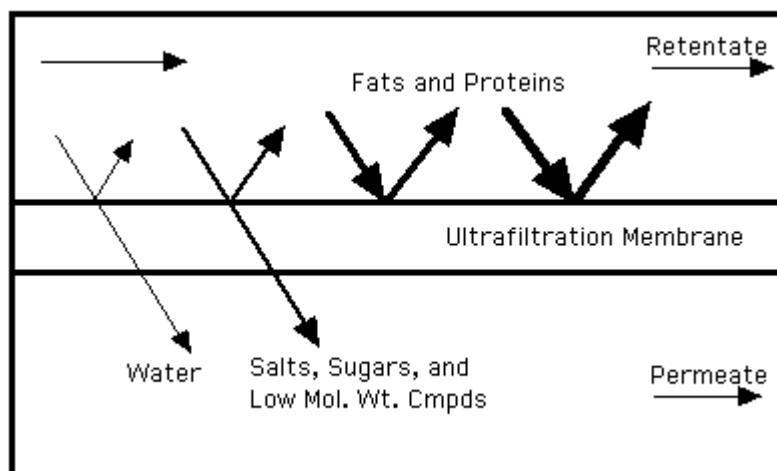 Retentate
Fats and Proteins
Ultrafiltration Membrane
Water
Salts, Sugars, and
Low Mol. Wt. Cmpds
Permeate